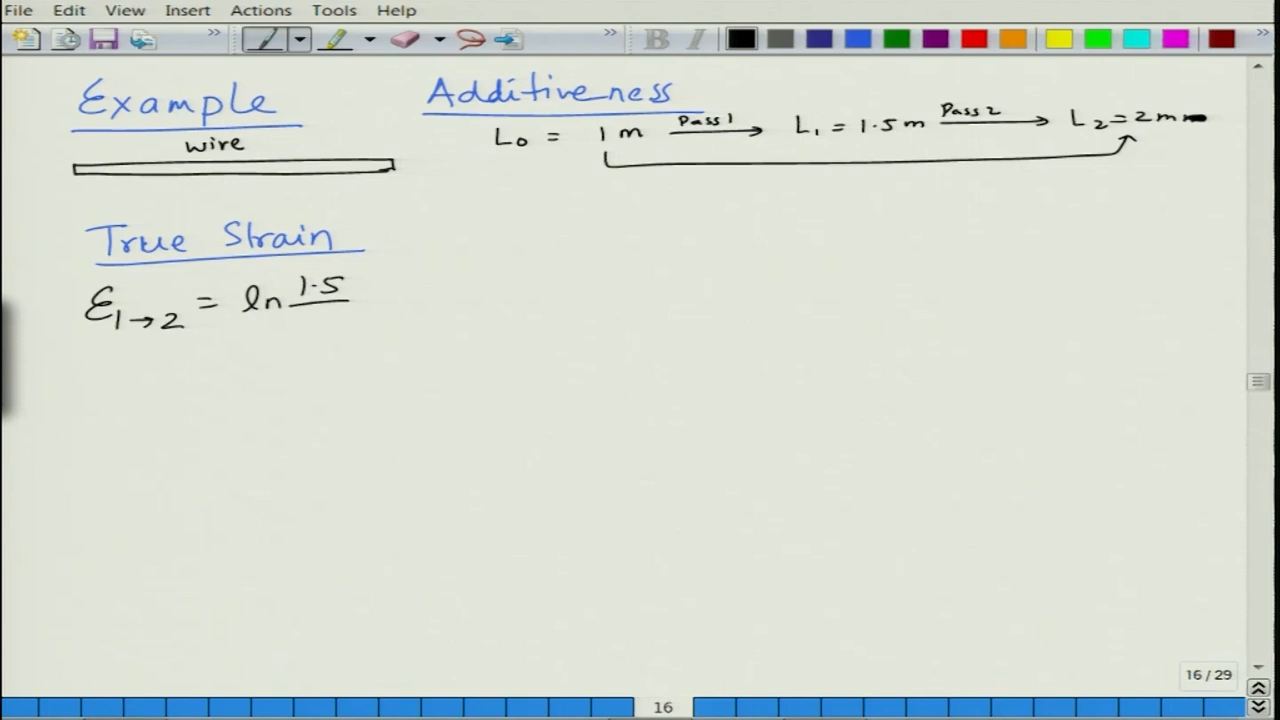 File Edit View Insert Actions Tools Help
Example Additiveness
L₀ = 1 m Pass 1 → L₁ = 1.5 m Pass 2 → L₂ = 2 m
wire
True Strain
ε₁→₂ = ln 1.5
16 / 29
16